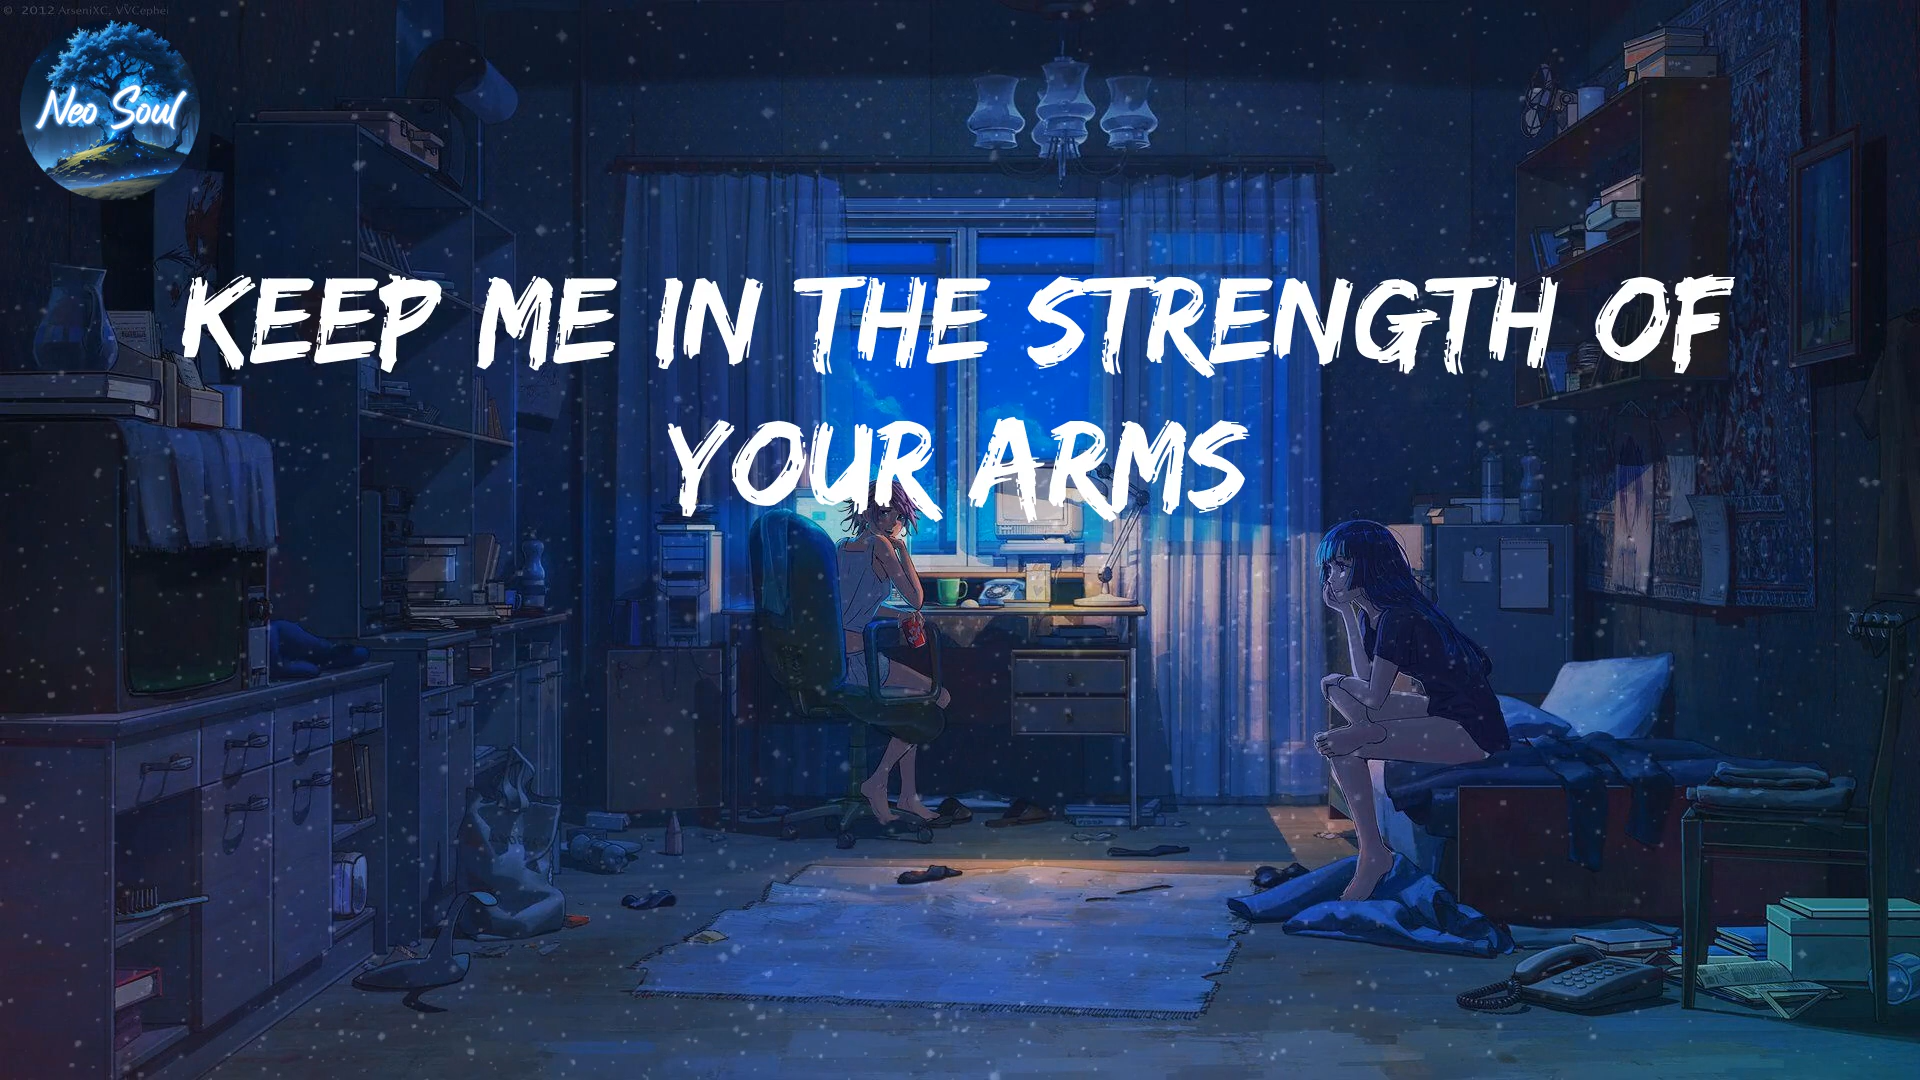 © 2012 ArseniXC, VVCephei
Neo Soul
KEEP ME IN THE STRENGTH OF
YOUR ARMS